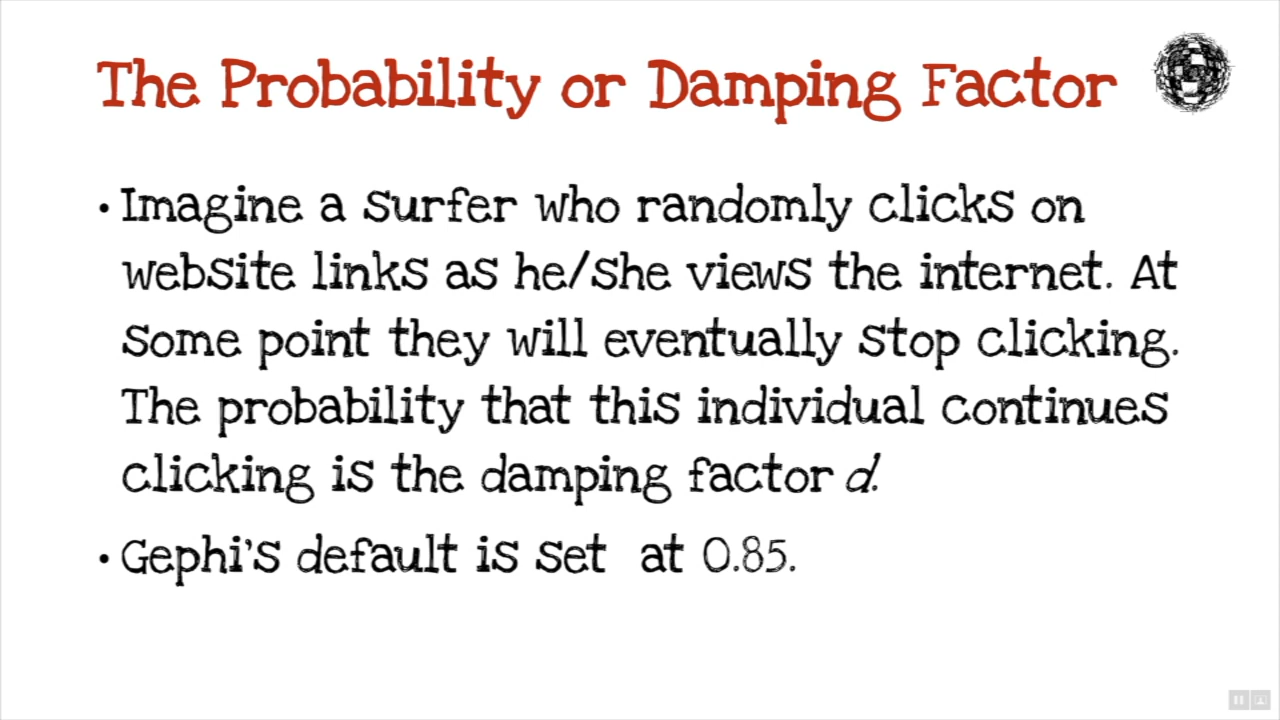 The Probability or Damping Factor
• Imagine a surfer who randomly clicks on
website links as he/she views the internet. At
some point they will eventually stop clicking.
The probability that this individual continues
clicking is the damping factor d.
• Gephi's default is set  at 0.85.